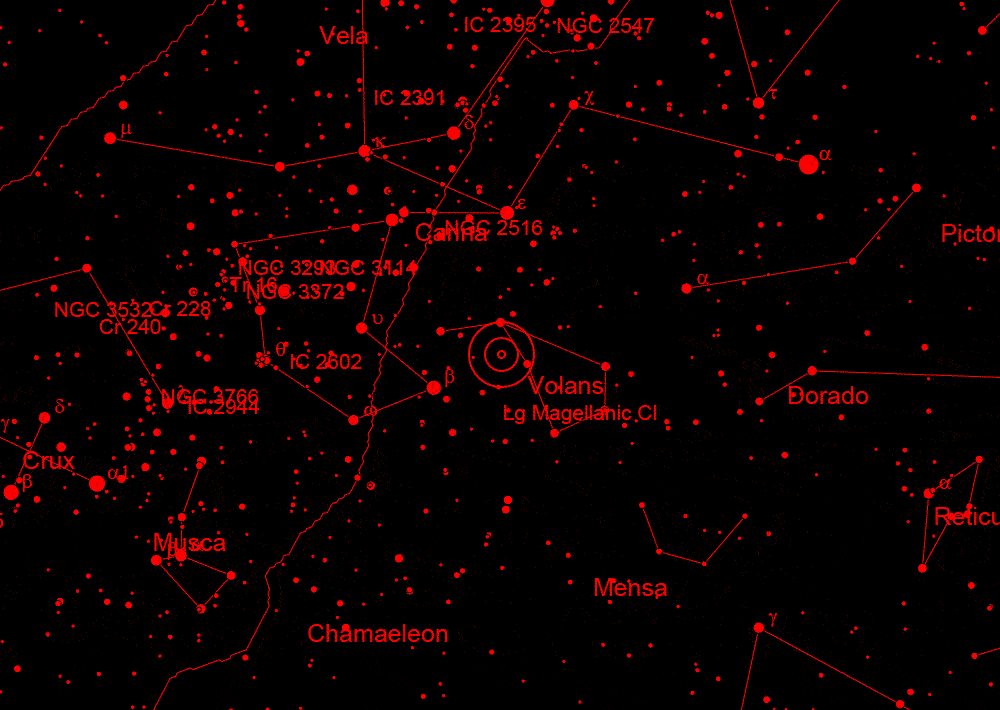 IC 2395 NGC 2547
Vela
IC 2391
χ
τ
μ
δ
κ
α
ε
Carina NGC 2516
Pictor
NGC 3293 NGC 3114
Tr 16
NGC 3372
α
NGC 3532 Cr 228
Cr 240
υ
θ
IC 2602
β
Volans
Dorado
NGC 3766
IC 2944
ω
Lg Magellanic Cl
δ
γ
Crux
α1
β
α
Reticu
δ
Musca
β α
Mensa
γ
Chamaeleon